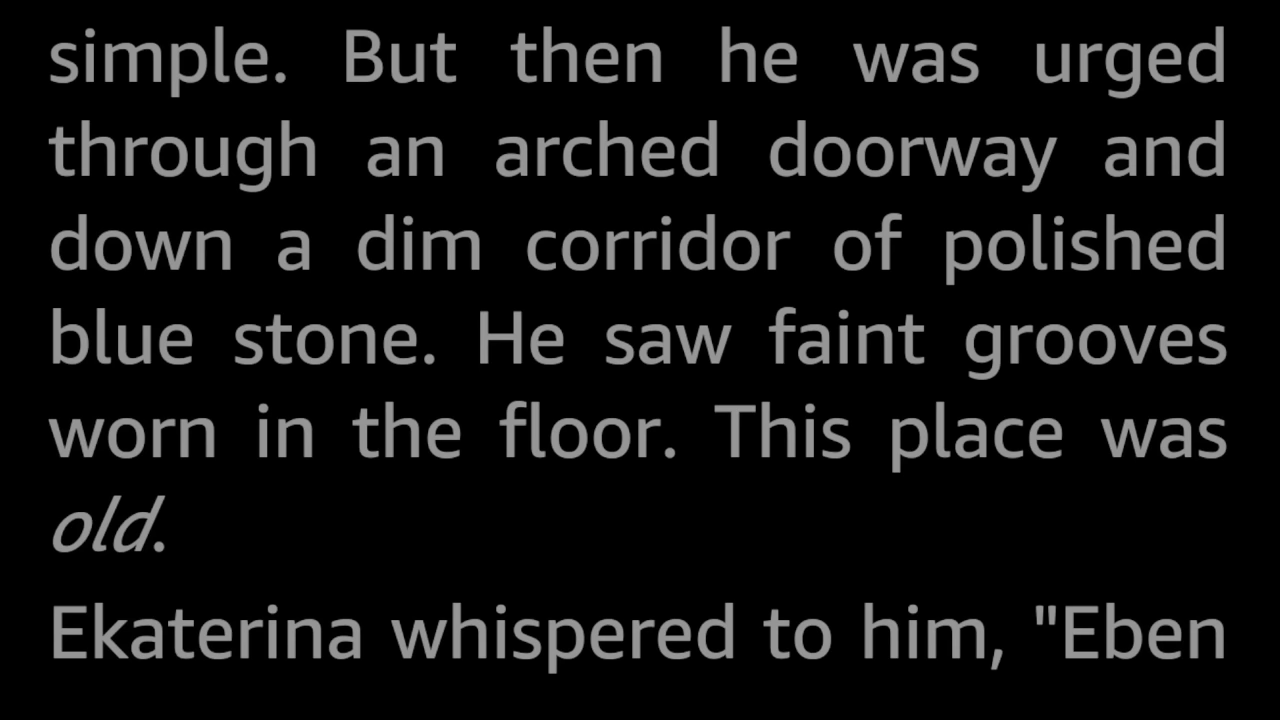 simple. But then he was urged
through an arched doorway and
down a dim corridor of polished
blue stone. He saw faint grooves
worn in the floor. This place was
old.
Ekaterina whispered to him, "Eben